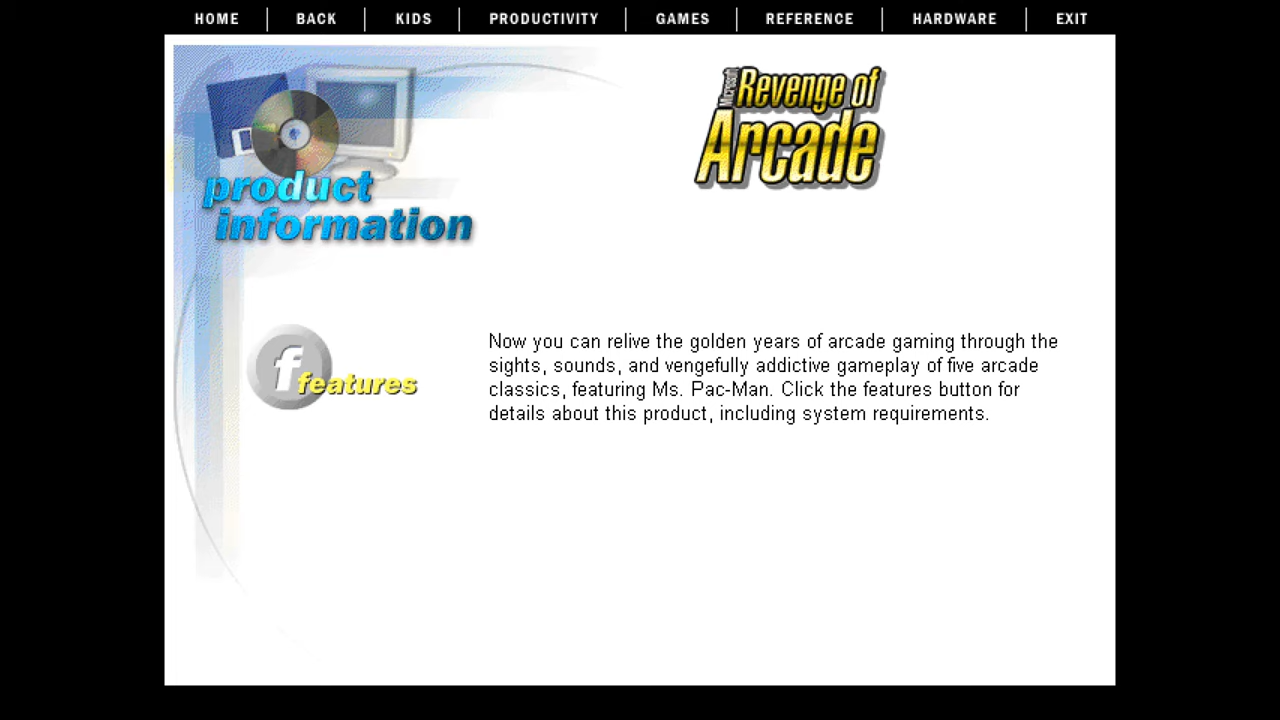 HOME BACK KIDS PRODUCTIVITY GAMES REFERENCE HARDWARE EXIT
Microsoft
Revenge of
Arcade
product
information
f
features
Now you can relive the golden years of arcade gaming through the
sights, sounds, and vengefully addictive gameplay of five arcade
classics, featuring Ms. Pac-Man. Click the features button for
details about this product, including system requirements.